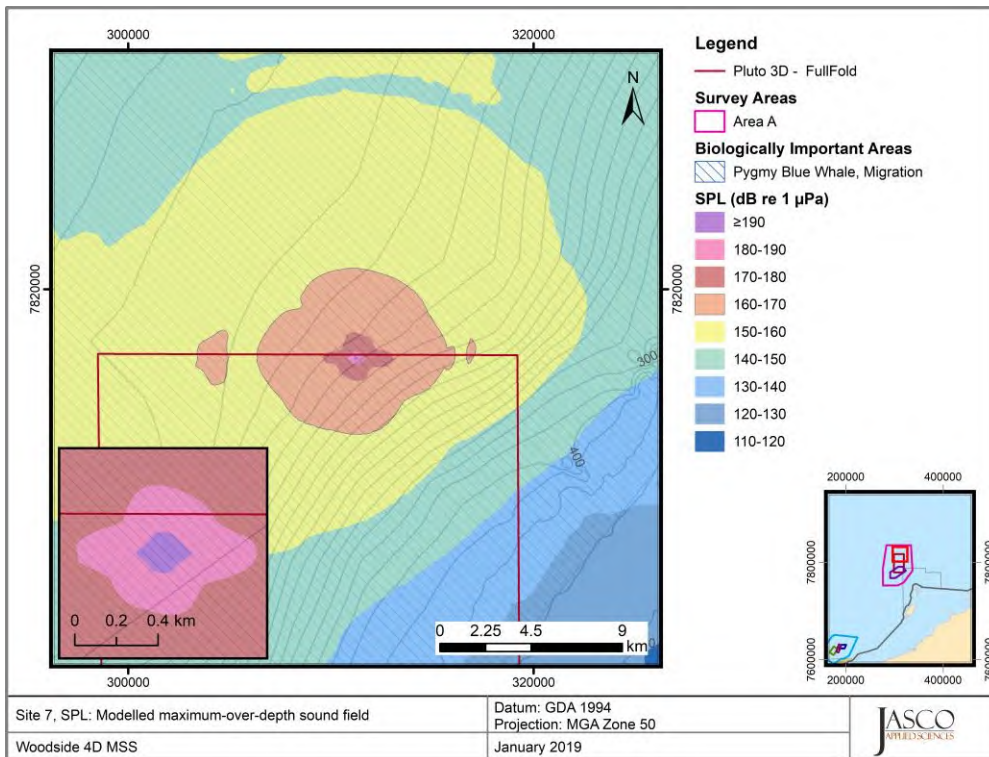 300000
320000
N
7820000
7820000
300
400
0 0.2 0.4 km
0 2.25 4.5 9
km
300000
320000
Legend
Pluto 3D - FullFold
Survey Areas
Area A
Biologically Important Areas
Pygmy Blue Whale, Migration
SPL (dB re 1 µPa)
≥190
180-190
170-180
160-170
150-160
140-150
130-140
120-130
110-120
200000 400000
7800000
7600000
200000 400000
Site 7, SPL: Modelled maximum-over-depth sound field
Datum: GDA 1994
Projection: MGA Zone 50
Woodside 4D MSS
January 2019
JASCO
APPLIED SCIENCES